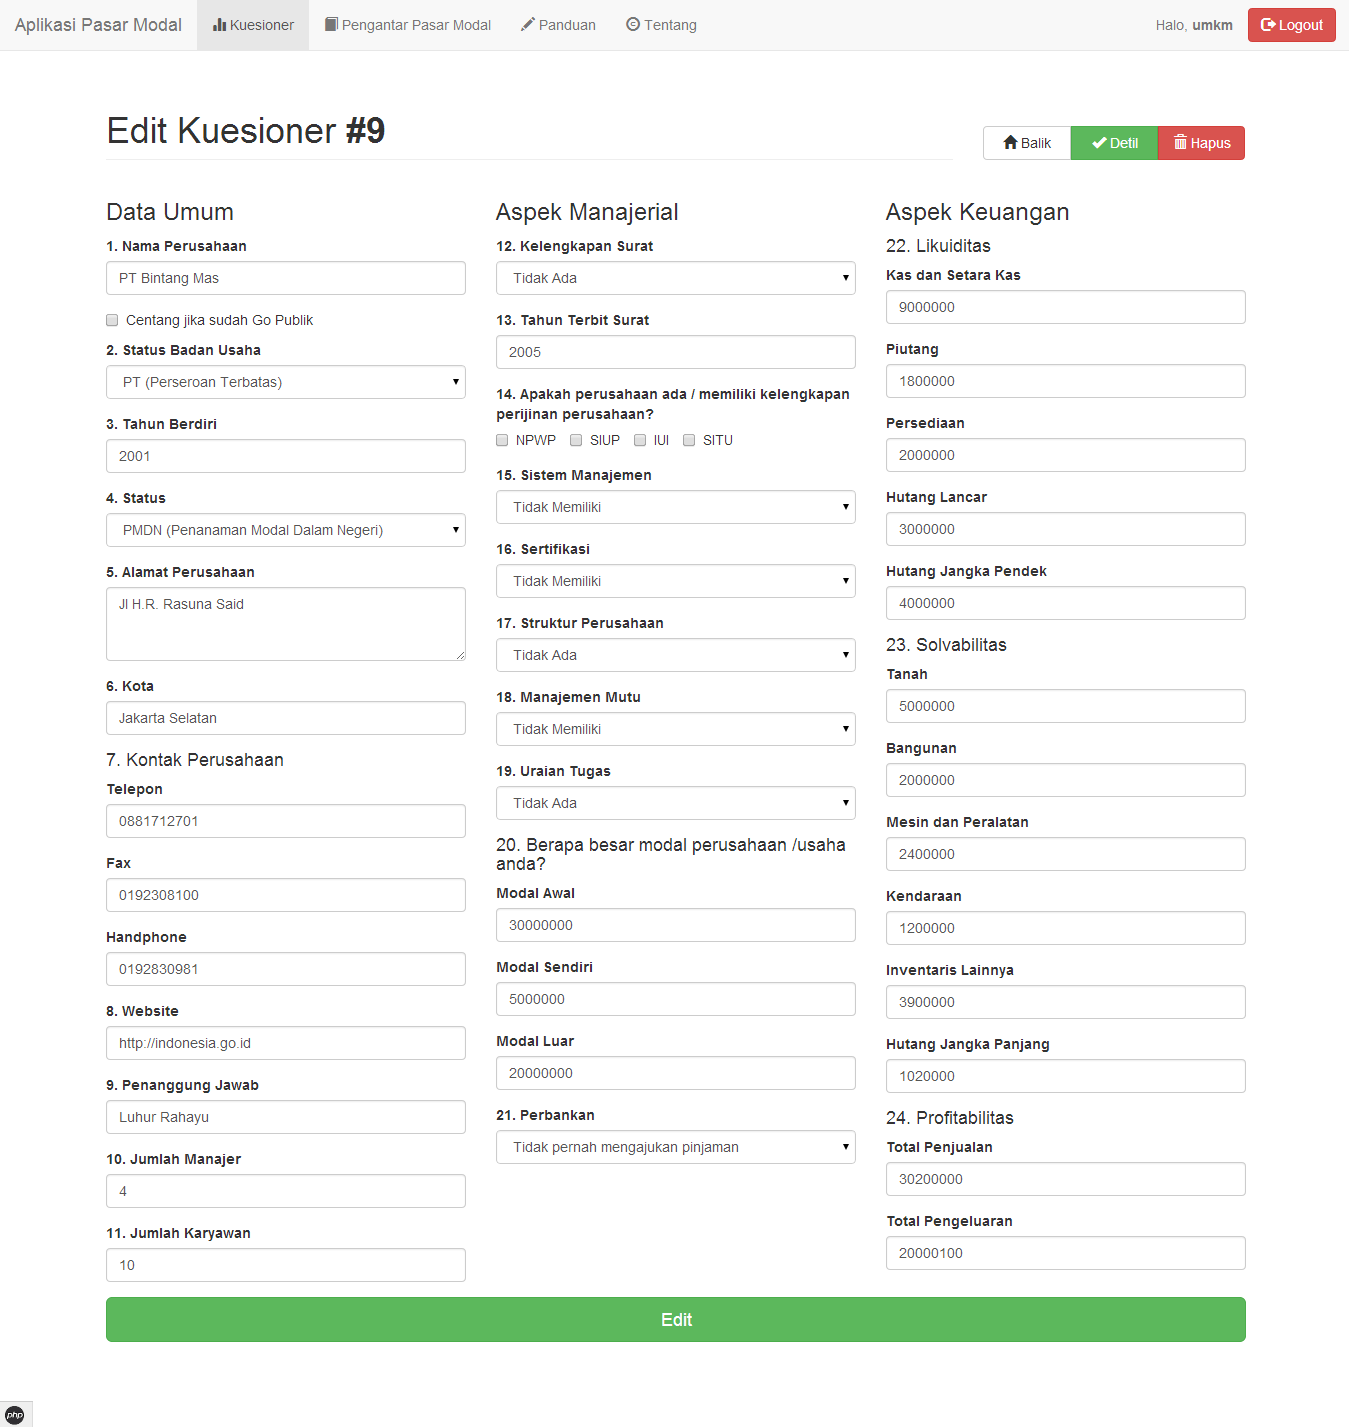 Aplikasi Pasar Modal
Kuesioner
Pengantar Pasar Modal
Panduan
Tentang
Halo, umkm
Logout
Edit Kuesioner #9
Balik
Detil
Hapus
Data Umum
1. Nama Perusahaan
PT Bintang Mas
Centang jika sudah Go Publik
2. Status Badan Usaha
PT (Perseroan Terbatas)
3. Tahun Berdiri
2001
4. Status
PMDN (Penanaman Modal Dalam Negeri)
5. Alamat Perusahaan
Jl H.R. Rasuna Said
6. Kota
Jakarta Selatan
7. Kontak Perusahaan
Telepon
0881712701
Fax
0192308100
Handphone
0192830981
8. Website
http://indonesia.go.id
9. Penanggung Jawab
Luhur Rahayu
10. Jumlah Manajer
4
11. Jumlah Karyawan
10
Aspek Manajerial
12. Kelengkapan Surat
Tidak Ada
13. Tahun Terbit Surat
2005
14. Apakah perusahaan ada / memiliki kelengkapan
perijinan perusahaan?
NPWP SIUP IUI SITU
15. Sistem Manajemen
Tidak Memiliki
16. Sertifikasi
Tidak Memiliki
17. Struktur Perusahaan
Tidak Ada
18. Manajemen Mutu
Tidak Memiliki
19. Uraian Tugas
Tidak Ada
20. Berapa besar modal perusahaan /usaha
anda?
Modal Awal
30000000
Modal Sendiri
5000000
Modal Luar
20000000
21. Perbankan
Tidak pernah mengajukan pinjaman
Aspek Keuangan
22. Likuiditas
Kas dan Setara Kas
9000000
Piutang
1800000
Persediaan
2000000
Hutang Lancar
3000000
Hutang Jangka Pendek
4000000
23. Solvabilitas
Tanah
5000000
Bangunan
2000000
Mesin dan Peralatan
2400000
Kendaraan
1200000
Inventaris Lainnya
3900000
Hutang Jangka Panjang
1020000
24. Profitabilitas
Total Penjualan
30200000
Total Pengeluaran
20000100
Edit
php